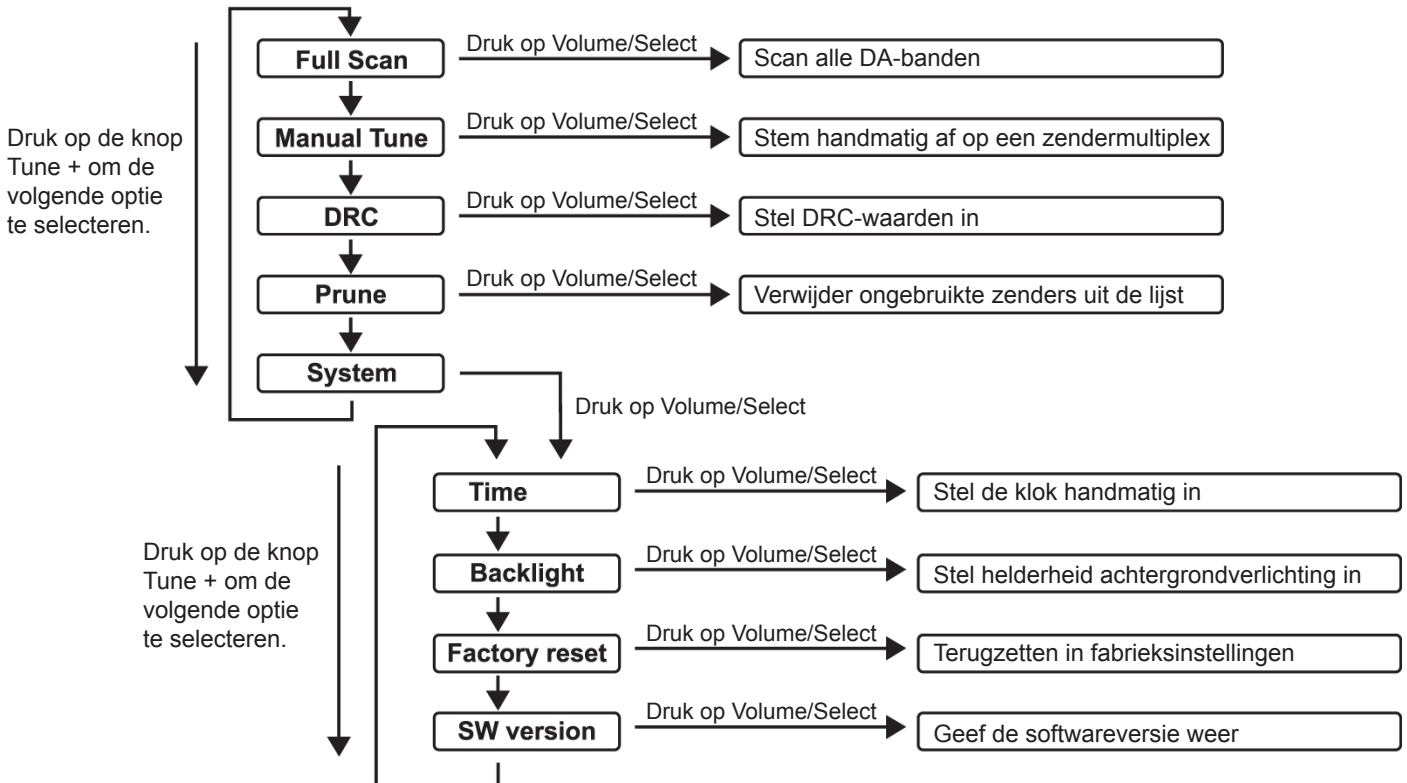 Full Scan
Druk op Volume/Select
Scan alle DA-banden
Druk op de knop
Tune + om de
volgende optie
te selecteren.
Manual Tune
Druk op Volume/Select
Stem handmatig af op een zendermultiplex
DRC
Druk op Volume/Select
Stel DRC-waarden in
Prune
Druk op Volume/Select
Verwijder ongebruikte zenders uit de lijst
System
Druk op Volume/Select
Time
Druk op Volume/Select
Stel de klok handmatig in
Druk op de knop
Tune + om de
volgende optie
te selecteren.
Backlight
Druk op Volume/Select
Stel helderheid achtergrondverlichting in
Factory reset
Druk op Volume/Select
Terugzetten in fabrieksinstellingen
SW version
Druk op Volume/Select
Geef de softwareversie weer